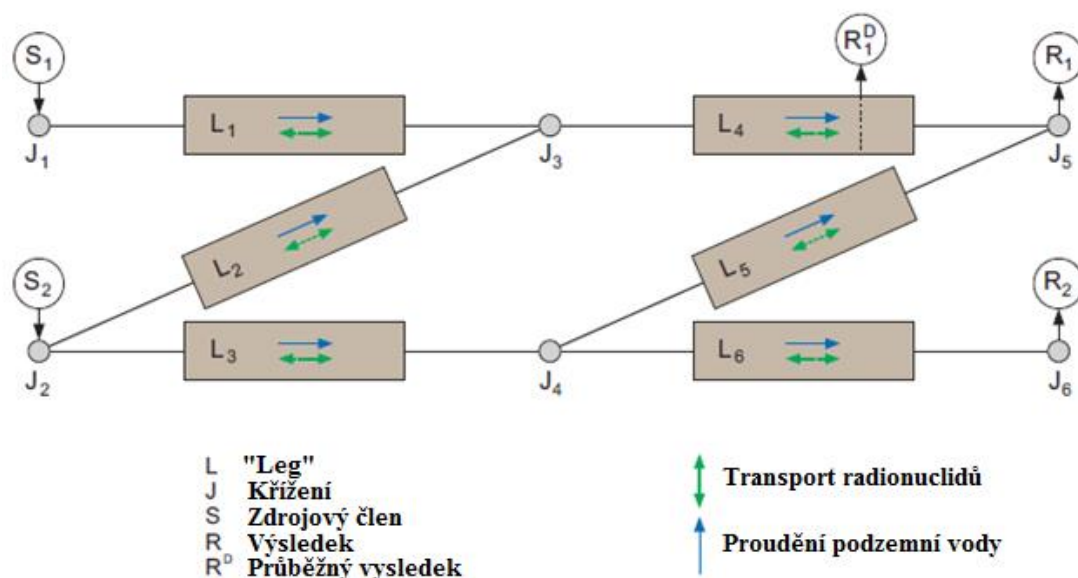 S₁ R₁ᴰ R₁
L₁ L₄
J₁ J₃ J₅
L₂ L₅
S₂ R₂
L₃ L₆
J₂ J₄ J₆
L "Leg"
J Křížení
S Zdrojový člen
R Výsledek
Rᴰ Průběžný vysledek
Transport radionuclidů
Proudění podzemní vody